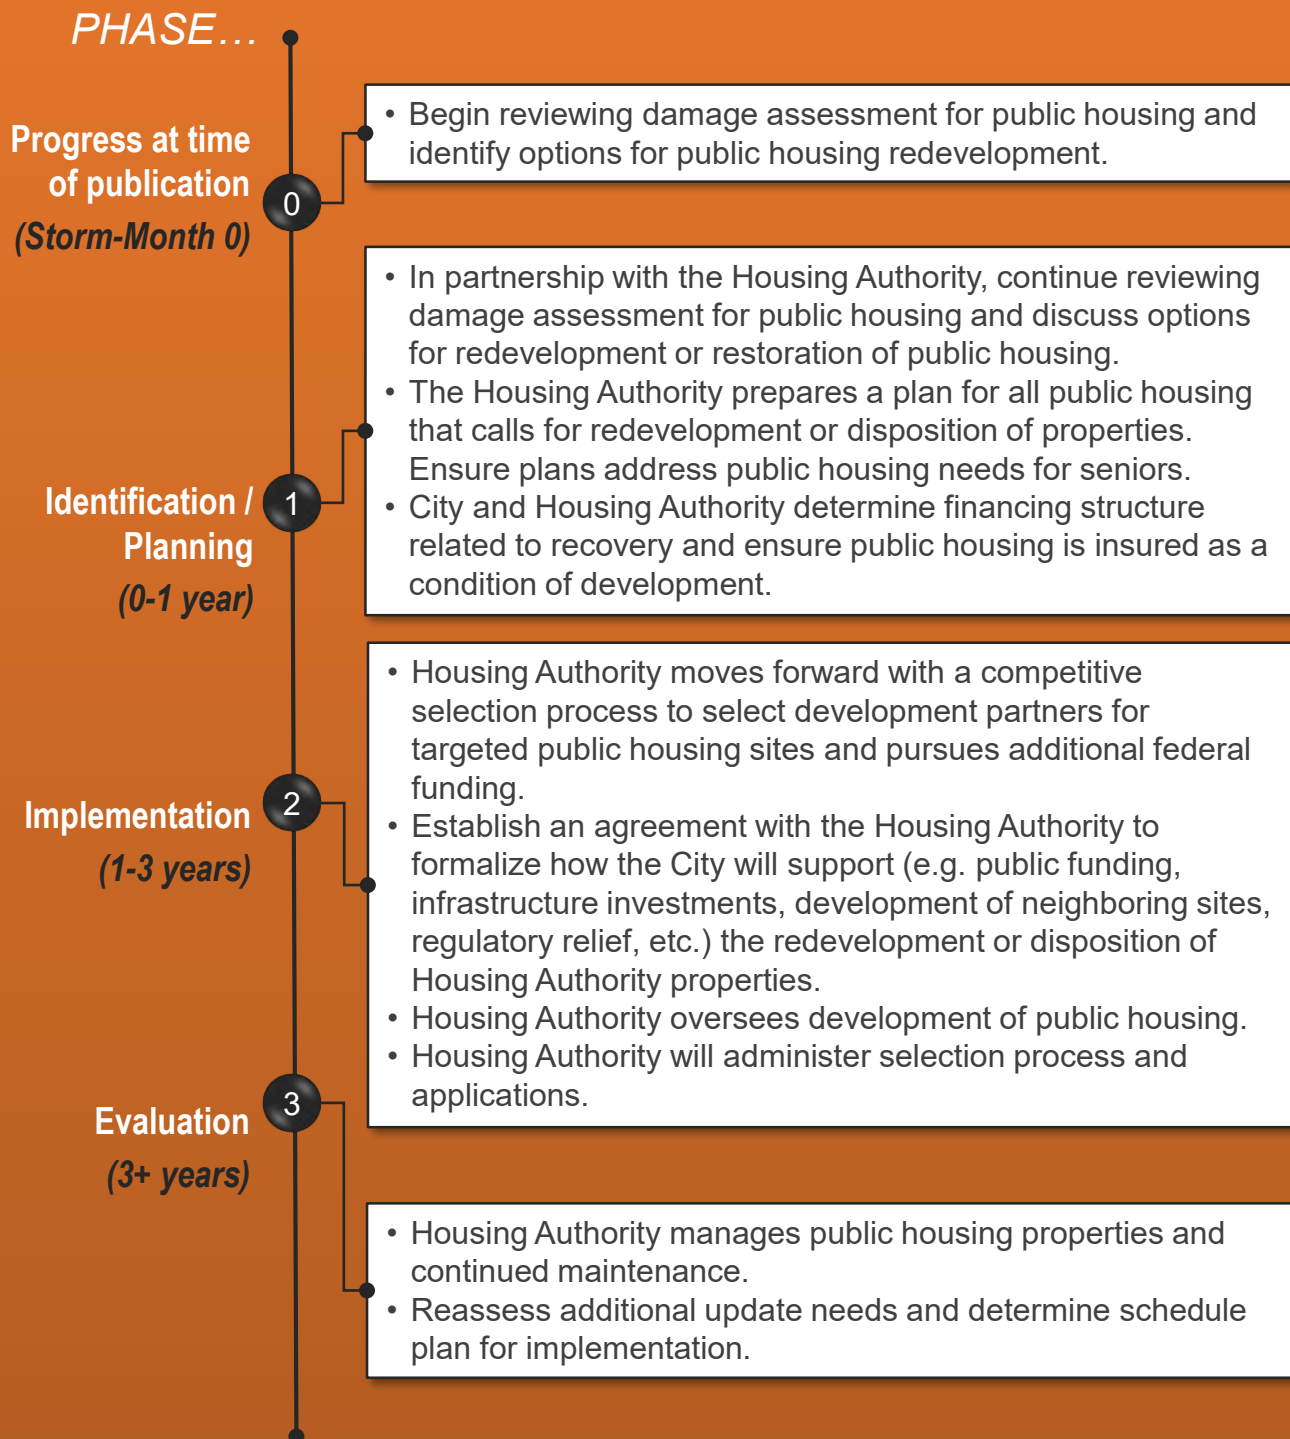 PHASE…
Progress at time
of publication
(Storm-Month 0)
0
• Begin reviewing damage assessment for public housing and
identify options for public housing redevelopment.
Identification /
Planning
(0-1 year)
1
• In partnership with the Housing Authority, continue reviewing
damage assessment for public housing and discuss options
for redevelopment or restoration of public housing.
• The Housing Authority prepares a plan for all public housing
that calls for redevelopment or disposition of properties.
Ensure plans address public housing needs for seniors.
• City and Housing Authority determine financing structure
related to recovery and ensure public housing is insured as a
condition of development.
Implementation
(1-3 years)
2
• Housing Authority moves forward with a competitive
selection process to select development partners for
targeted public housing sites and pursues additional federal
funding.
• Establish an agreement with the Housing Authority to
formalize how the City will support (e.g. public funding,
infrastructure investments, development of neighboring sites,
regulatory relief, etc.) the redevelopment or disposition of
Housing Authority properties.
• Housing Authority oversees development of public housing.
• Housing Authority will administer selection process and
applications.
Evaluation
(3+ years)
3
• Housing Authority manages public housing properties and
continued maintenance.
• Reassess additional update needs and determine schedule
plan for implementation.